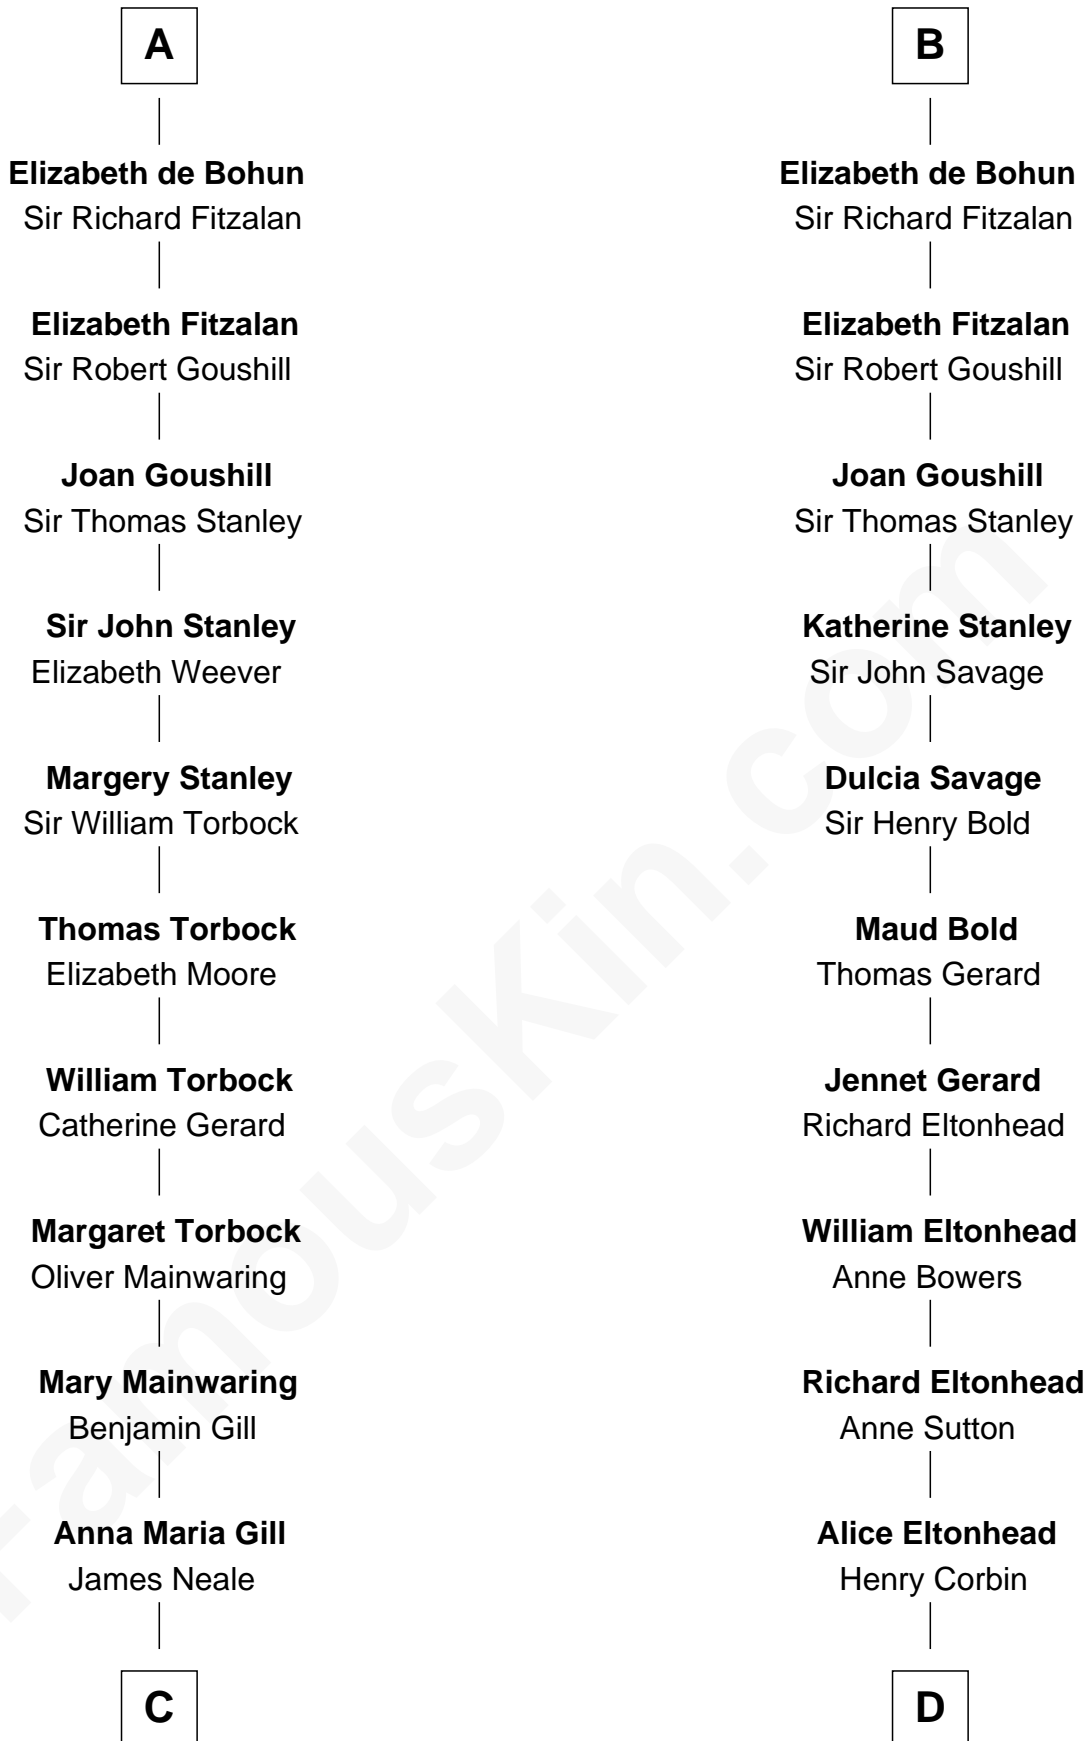 A
Elizabeth de Bohun
Sir Richard Fitzalan
Elizabeth Fitzalan
Sir Robert Goushill
Joan Goushill
Sir Thomas Stanley
Sir John Stanley
Elizabeth Weever
Margery Stanley
Sir William Torbock
Thomas Torbock
Elizabeth Moore
William Torbock
Catherine Gerard
Margaret Torbock
Oliver Mainwaring
Mary Mainwaring
Benjamin Gill
Anna Maria Gill
James Neale
C
B
Elizabeth de Bohun
Sir Richard Fitzalan
Elizabeth Fitzalan
Sir Robert Goushill
Joan Goushill
Sir Thomas Stanley
Katherine Stanley
Sir John Savage
Dulcia Savage
Sir Henry Bold
Maud Bold
Thomas Gerard
Jennet Gerard
Richard Eltonhead
William Eltonhead
Anne Bowers
Richard Eltonhead
Anne Sutton
Alice Eltonhead
Henry Corbin
D
FamousKin.com